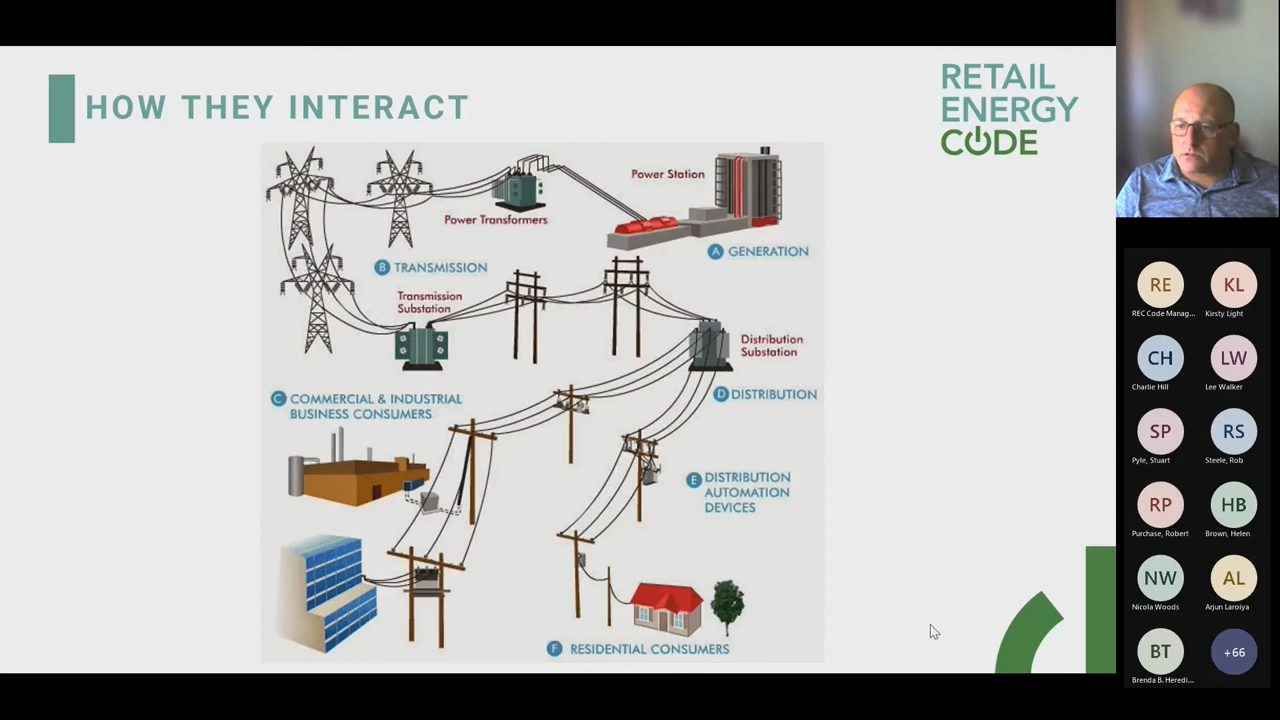 HOW THEY INTERACT
RETAIL
ENERGY
CODE
Power Station
Power Transformers
A GENERATION
B TRANSMISSION
Transmission
Substation
Distribution
Substation
C COMMERCIAL & INDUSTRIAL
BUSINESS CONSUMERS
D DISTRIBUTION
E DISTRIBUTION
AUTOMATION
DEVICES
F RESIDENTIAL CONSUMERS
RE
REC Code Manag...
KL
Kirsty Light
CH
Charlie Hill
LW
Lee Walker
SP
Pyle, Stuart
RS
Steele, Rob
RP
Purchase, Robert
HB
Brown, Helen
NW
Nicola Woods
AL
Arjun Laroiya
BT
Brenda B. Heredi...
+66